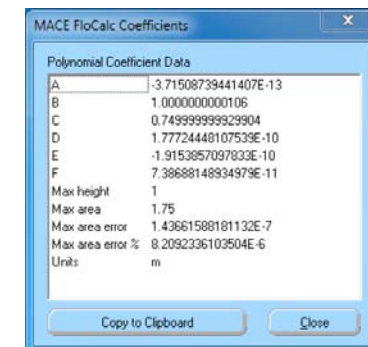 MACE FloCalc Coefficients
Polynomial Coefficient Data
A -3.71508739441407E-13
B 1.0000000000106
C 0.749999999929904
D 1.77724448107539E-10
E -1.9153857097833E-10
F 7.38688148934979E-11
Max height 1
Max area 1.75
Max area error 1.43661588181132E-7
Max area error % 8.2092336103504E-6
Units m
Copy to Clipboard Close